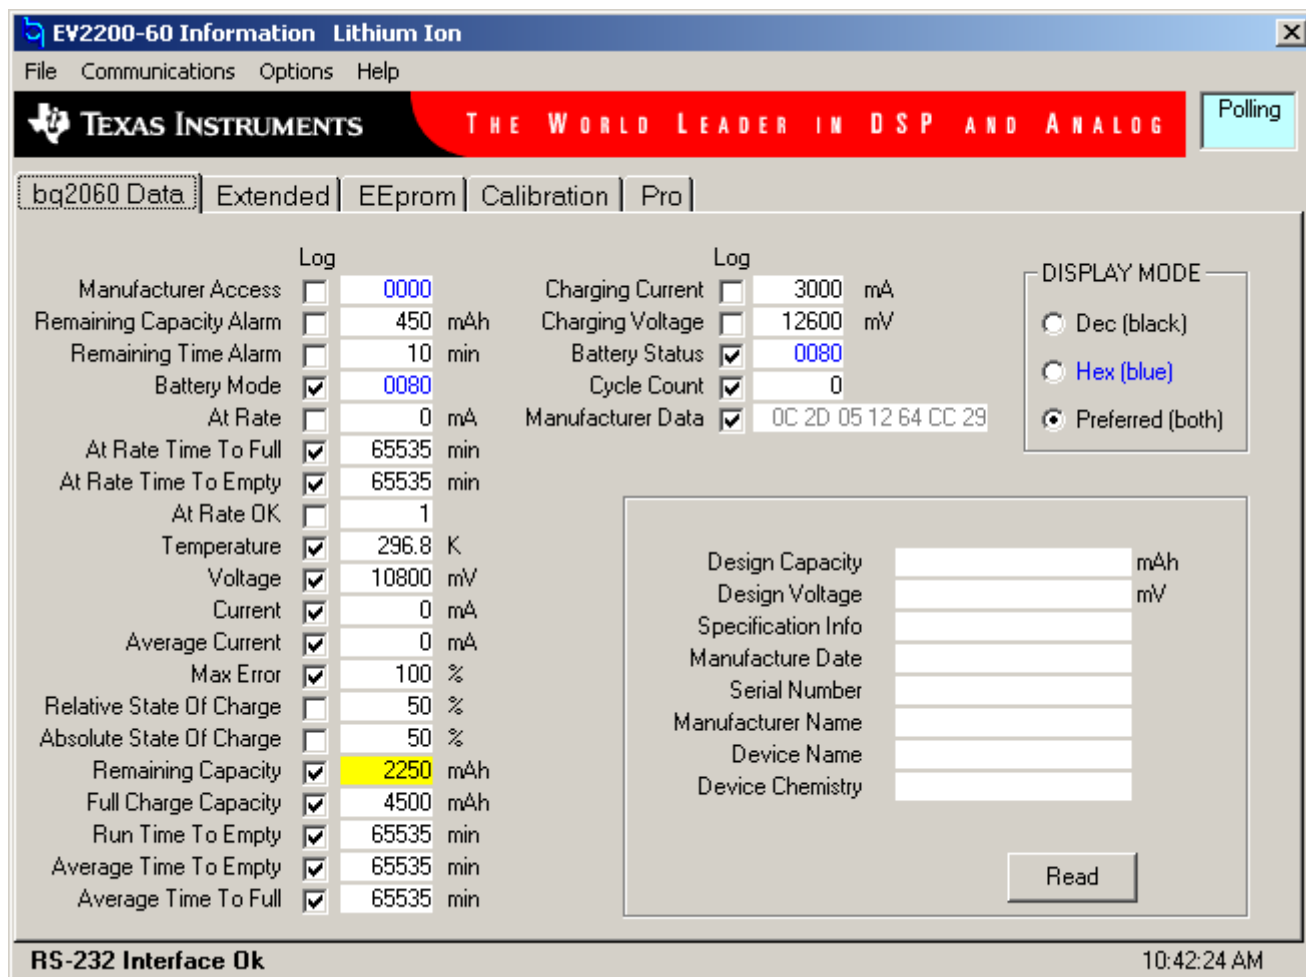 EV2200-60 Information  Lithium Ion
File Communications Options Help
TEXAS INSTRUMENTS THE WORLD LEADER IN DSP AND ANALOG Polling
bq2060 Data Extended EEprom Calibration Pro
Log
Manufacturer Access 0000
Remaining Capacity Alarm 450 mAh
Remaining Time Alarm 10 min
Battery Mode 0080
At Rate 0 mA
At Rate Time To Full 65535 min
At Rate Time To Empty 65535 min
At Rate OK 1
Temperature 296.8 K
Voltage 10800 mV
Current 0 mA
Average Current 0 mA
Max Error 100 %
Relative State Of Charge 50 %
Absolute State Of Charge 50 %
Remaining Capacity 2250 mAh
Full Charge Capacity 4500 mAh
Run Time To Empty 65535 min
Average Time To Empty 65535 min
Average Time To Full 65535 min
Log
Charging Current 3000 mA
Charging Voltage 12600 mV
Battery Status 0080
Cycle Count 0
Manufacturer Data 0C 2D 05 12 64 CC 29
DISPLAY MODE
Dec (black)
Hex (blue)
Preferred (both)
Design Capacity mAh
Design Voltage mV
Specification Info
Manufacture Date
Serial Number
Manufacturer Name
Device Name
Device Chemistry
Read
RS-232 Interface Ok 10:42:24 AM